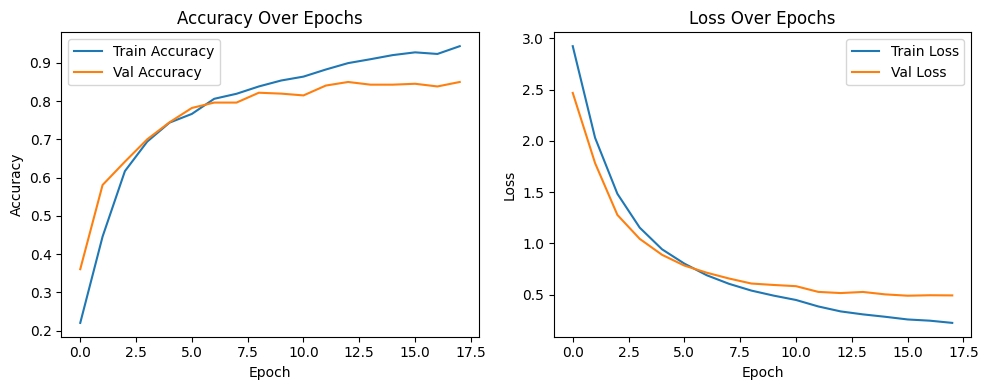 Accuracy Over Epochs
Train Accuracy
Val Accuracy
Accuracy
0.9
0.8
0.7
0.6
0.5
0.4
0.3
0.2
0.0 2.5 5.0 7.5 10.0 12.5 15.0 17.5
Epoch
Loss Over Epochs
Train Loss
Val Loss
Loss
3.0
2.5
2.0
1.5
1.0
0.5
0.0 2.5 5.0 7.5 10.0 12.5 15.0 17.5
Epoch